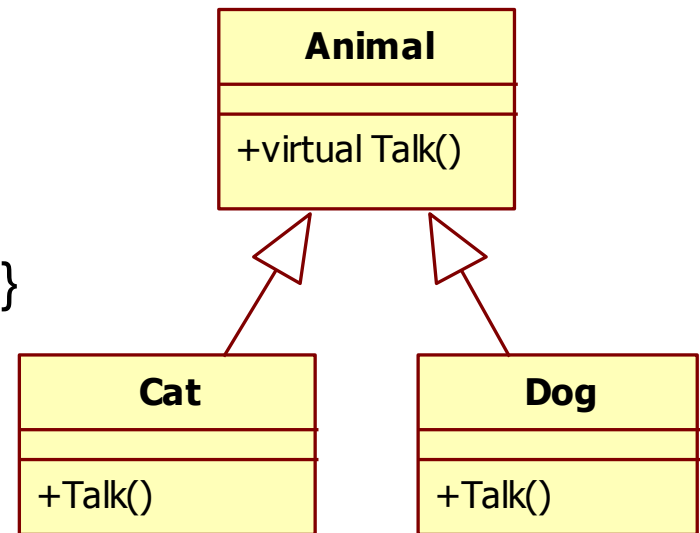 Animal
+virtual Talk()
}
Cat
Dog
+Talk()
+Talk()